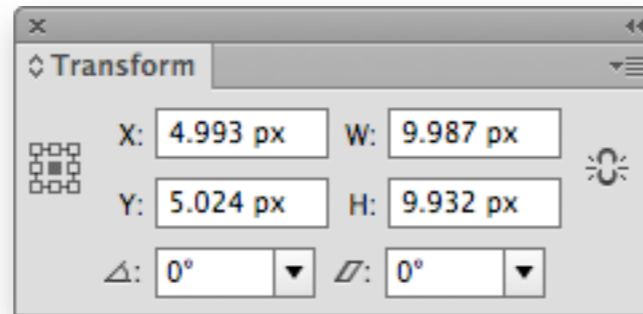 Transform
X: 4.993 px W: 9.987 px
Y: 5.024 px H: 9.932 px
: 0° : 0°